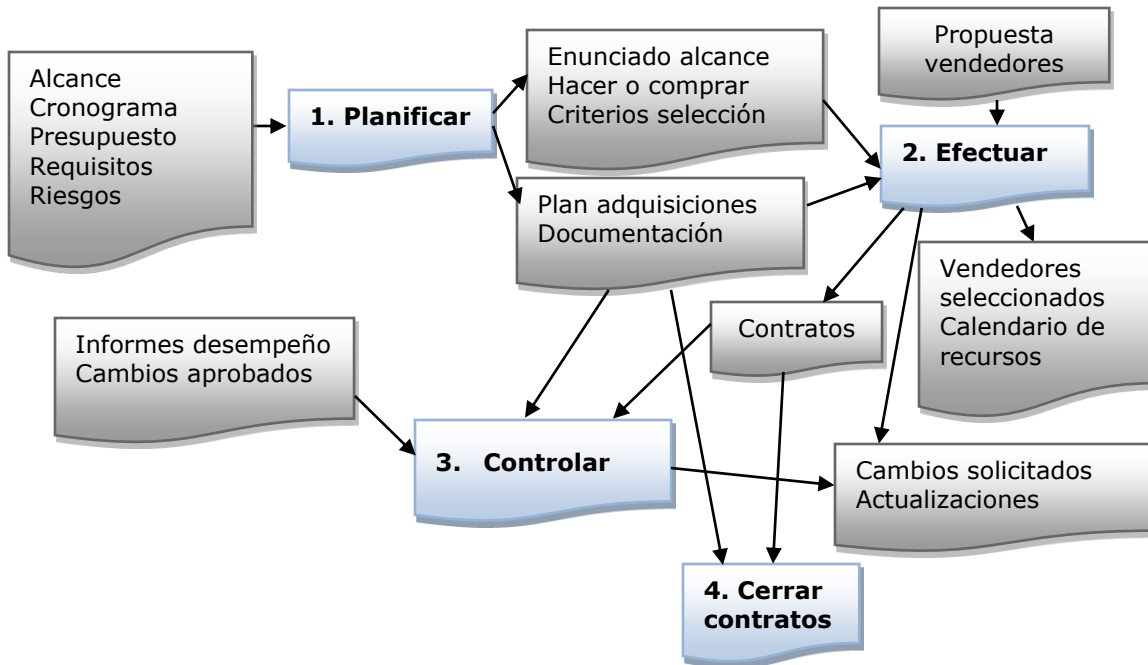 Alcance
Cronograma
Presupuesto
Requisitos
Riesgos
1. Planificar
Enunciado alcance
Hacer o comprar
Criterios selección
Propuesta
vendedores
2. Efectuar
Plan adquisiciones
Documentación
Vendedores
seleccionados
Calendario de
recursos
Contratos
Informes desempeño
Cambios aprobados
3. Controlar
Cambios solicitados
Actualizaciones
4. Cerrar
contratos